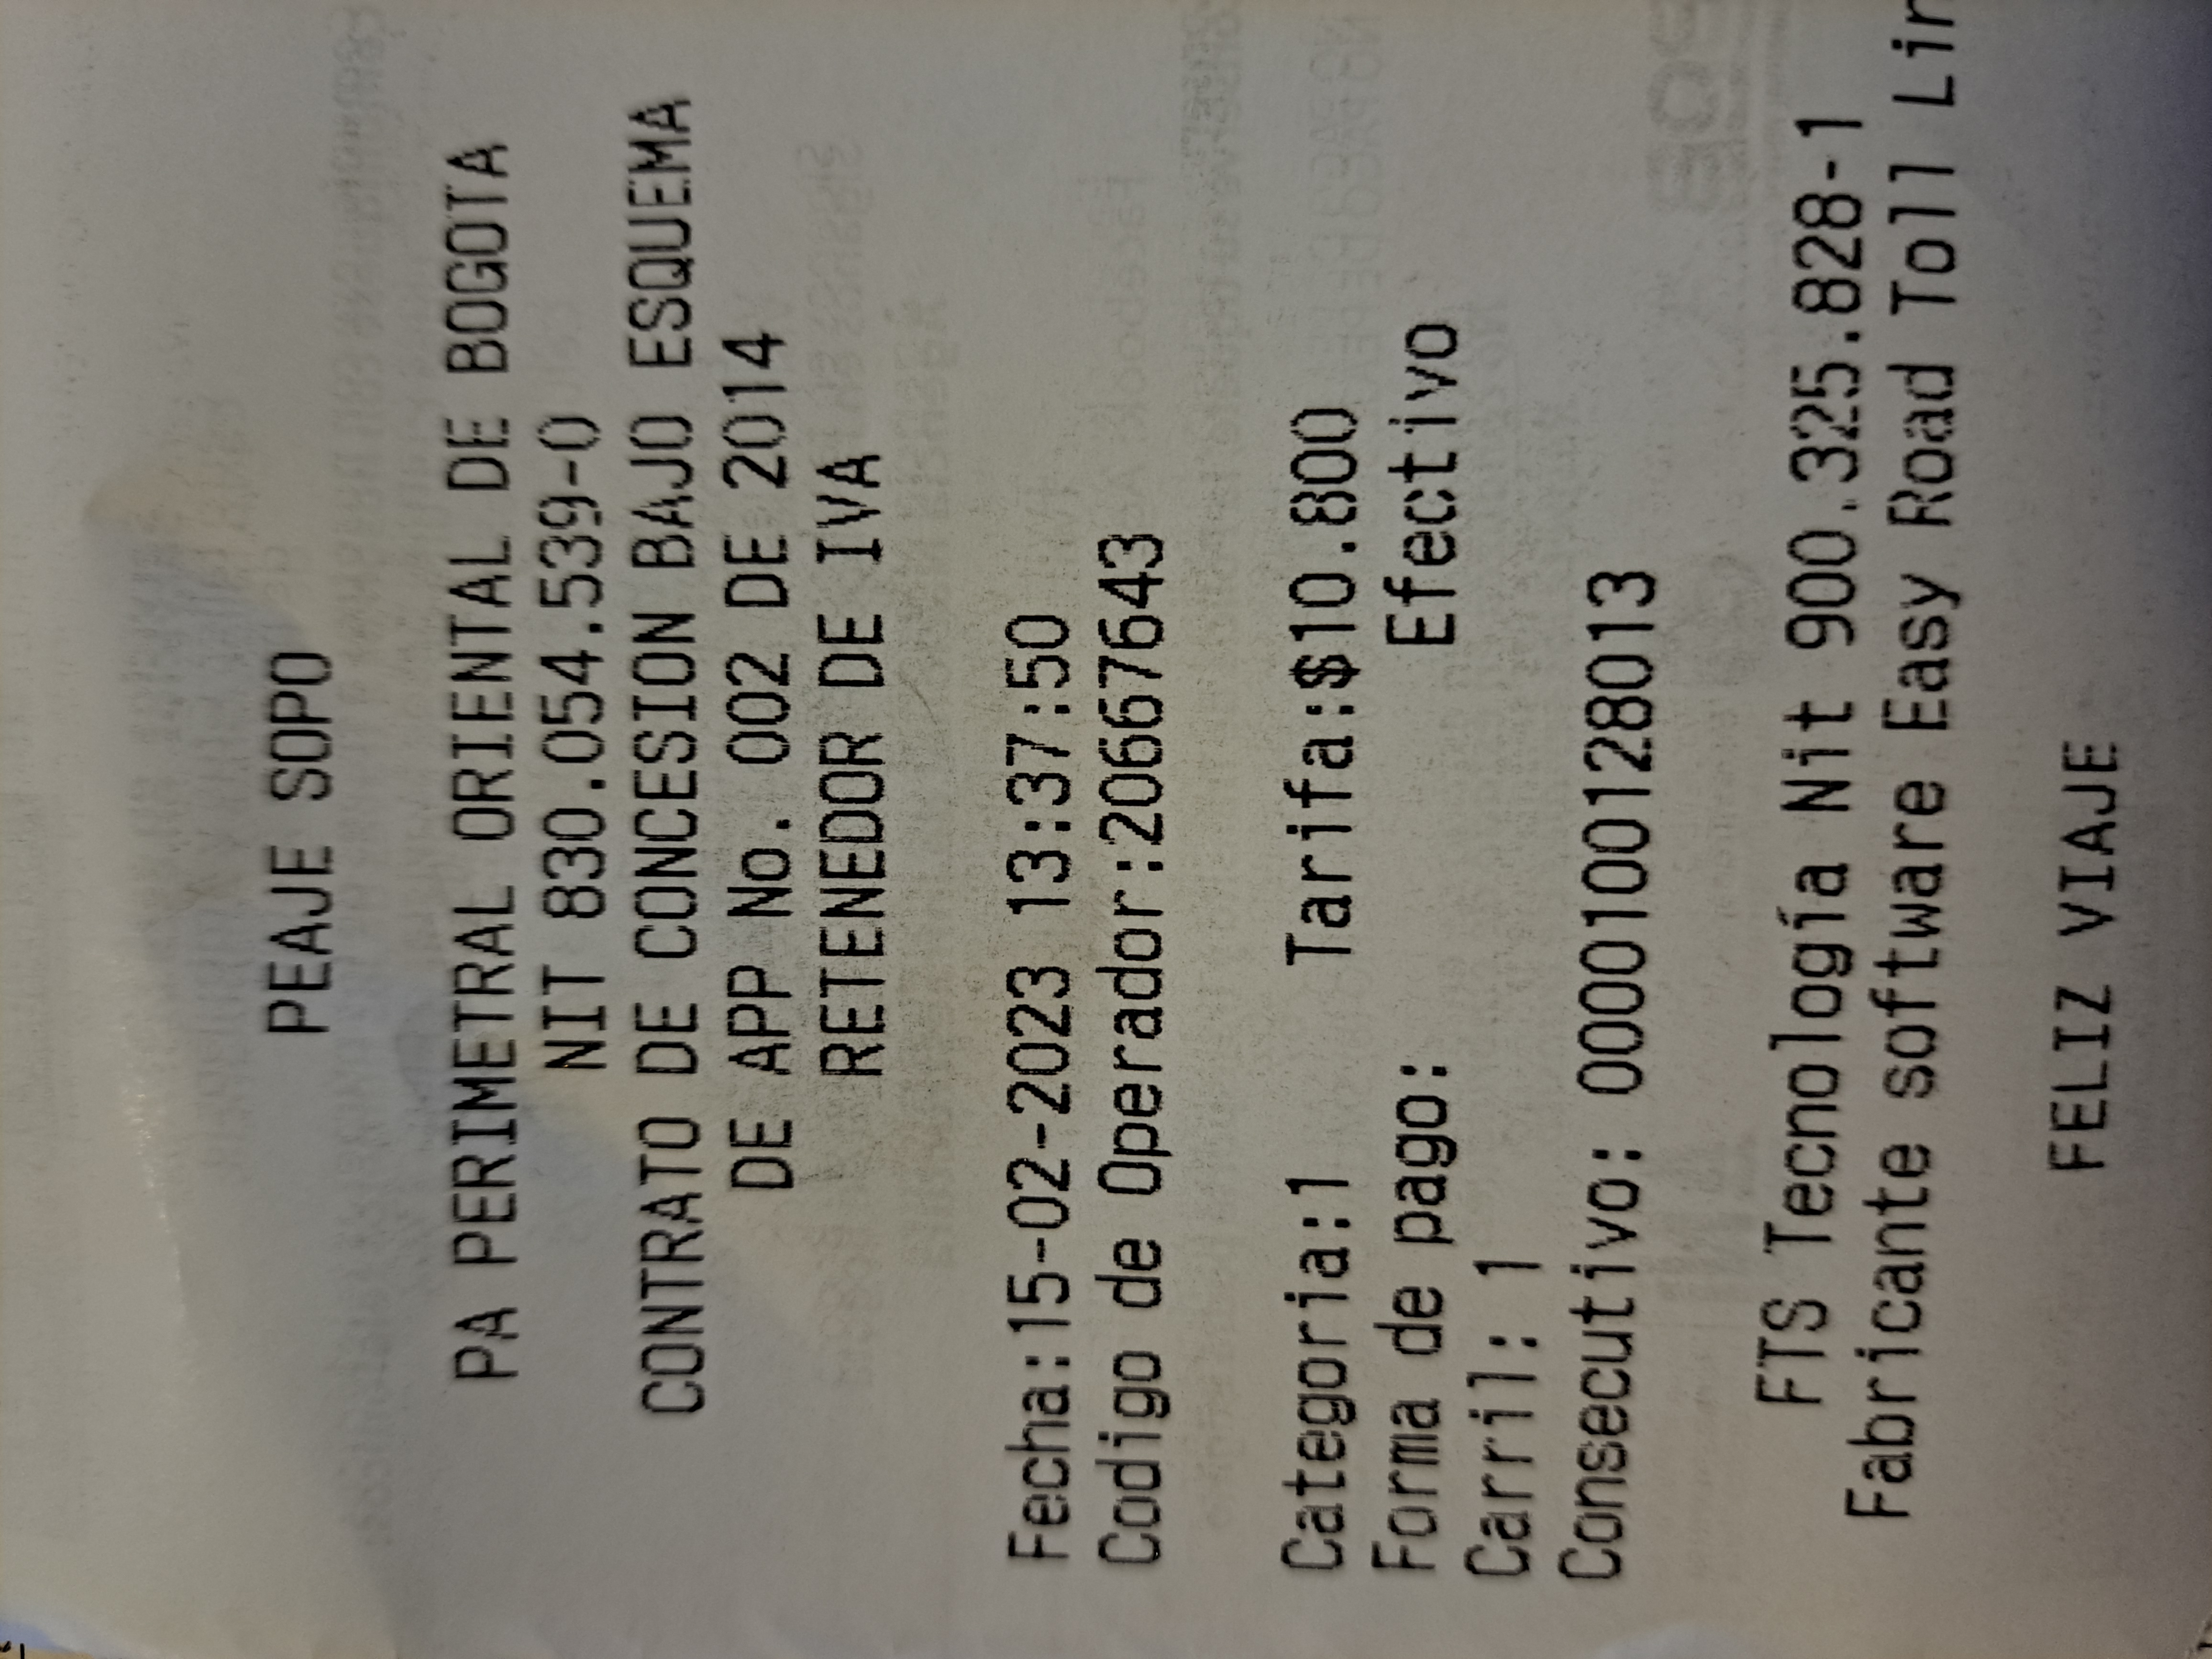 PEAJE SOPO
PA PERIMETRAL ORIENTAL DE BOGOTA
NIT 830.054.539-0
CONTRATO DE CONCESION BAJO ESQUEMA
DE APP No. 002 DE 2014
RETENEDOR DE IVA
Fecha:15-02-2023 13:37:50
Codigo de Operador:20667643
Categoria:1 Tarifa:$10.800
Forma de pago: Efectivo
Carril: 1
Consecutivo: 000010012801​3
FTS Tecnología Nit 900.325.828-1
Fabricante software Easy Road Toll
FELIZ VIAJE